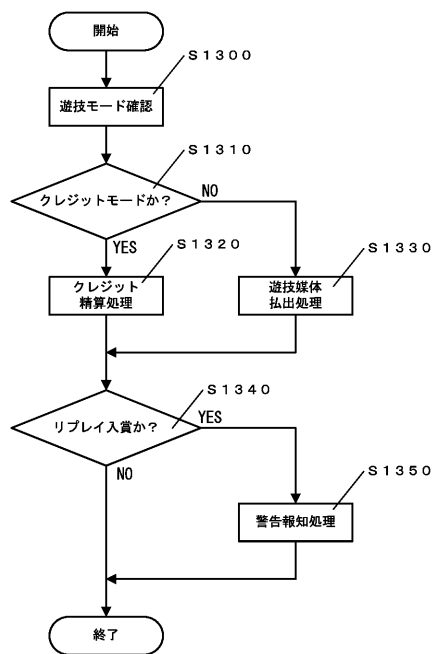 開始
S1300
遊技モード確認
S1310
クレジットモードか？
NO
YES
S1320
クレジット
精算処理
S1330
遊技媒体
払出処理
S1340
リプレイ入賞か？
YES
NO
S1350
警告報知処理
終了